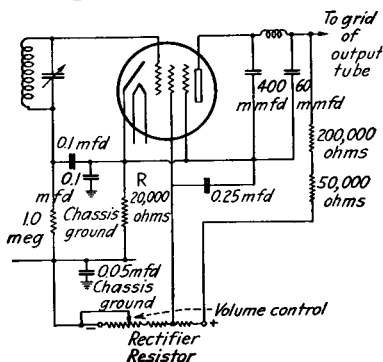 To grid
of
output
tube
400
mmfd
60
mmfd
0.1 mfd
0.1
mfd
Chassis
ground
1.0
meg
R
20,000
ohms
0.25mfd
200,000
ohms
50,000
ohms
0.05mfd
Chassis
ground
Volume control
- +
Rectifier
Resistor